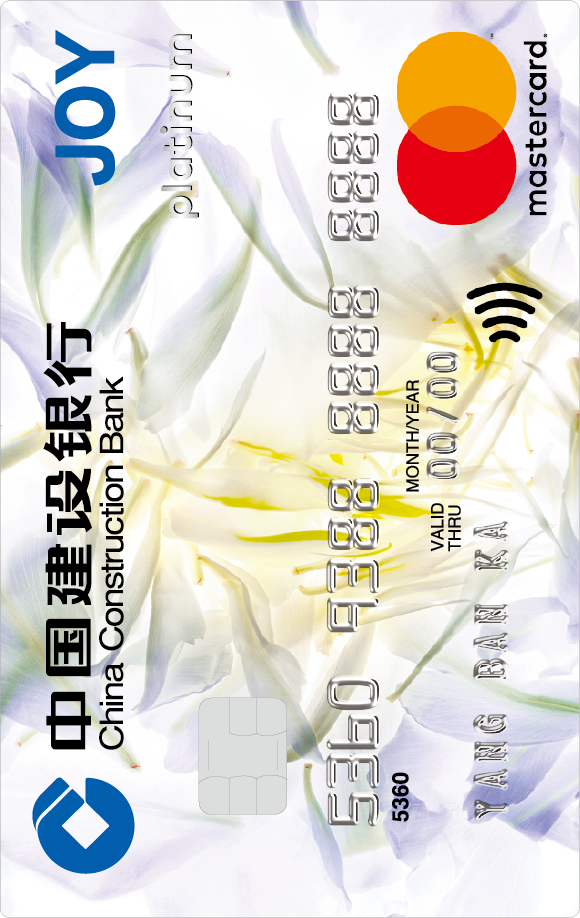 中国建设银行
China Construction Bank
JOY
platinum
5360 9388 8888 8888
5360
MONTH/YEAR
VALID THRU 00/00
YANG BAN KA
mastercard